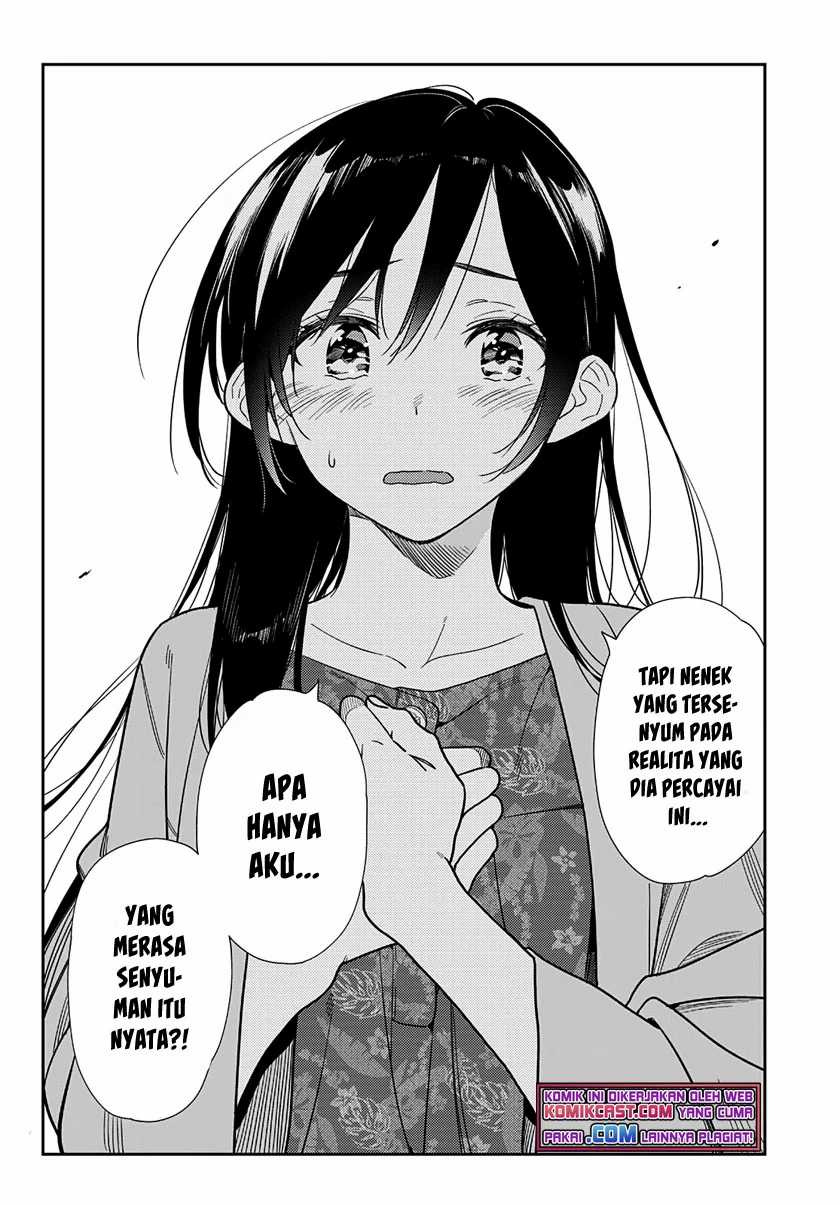 TAPI NENEK
YANG TERSE-
NYUM PADA
REALITA YANG
DIA PERCAYAI
INI...
APA
HANYA
AKU...
YANG
MERASA
SENYU-
MAN ITU
NYATA?!
KOMIK INI DIKERJAKAN OLEH WEB
KOMIKCAST.COM YANG CUMA
PAKAI .COM LAINNYA PLAGIAT!